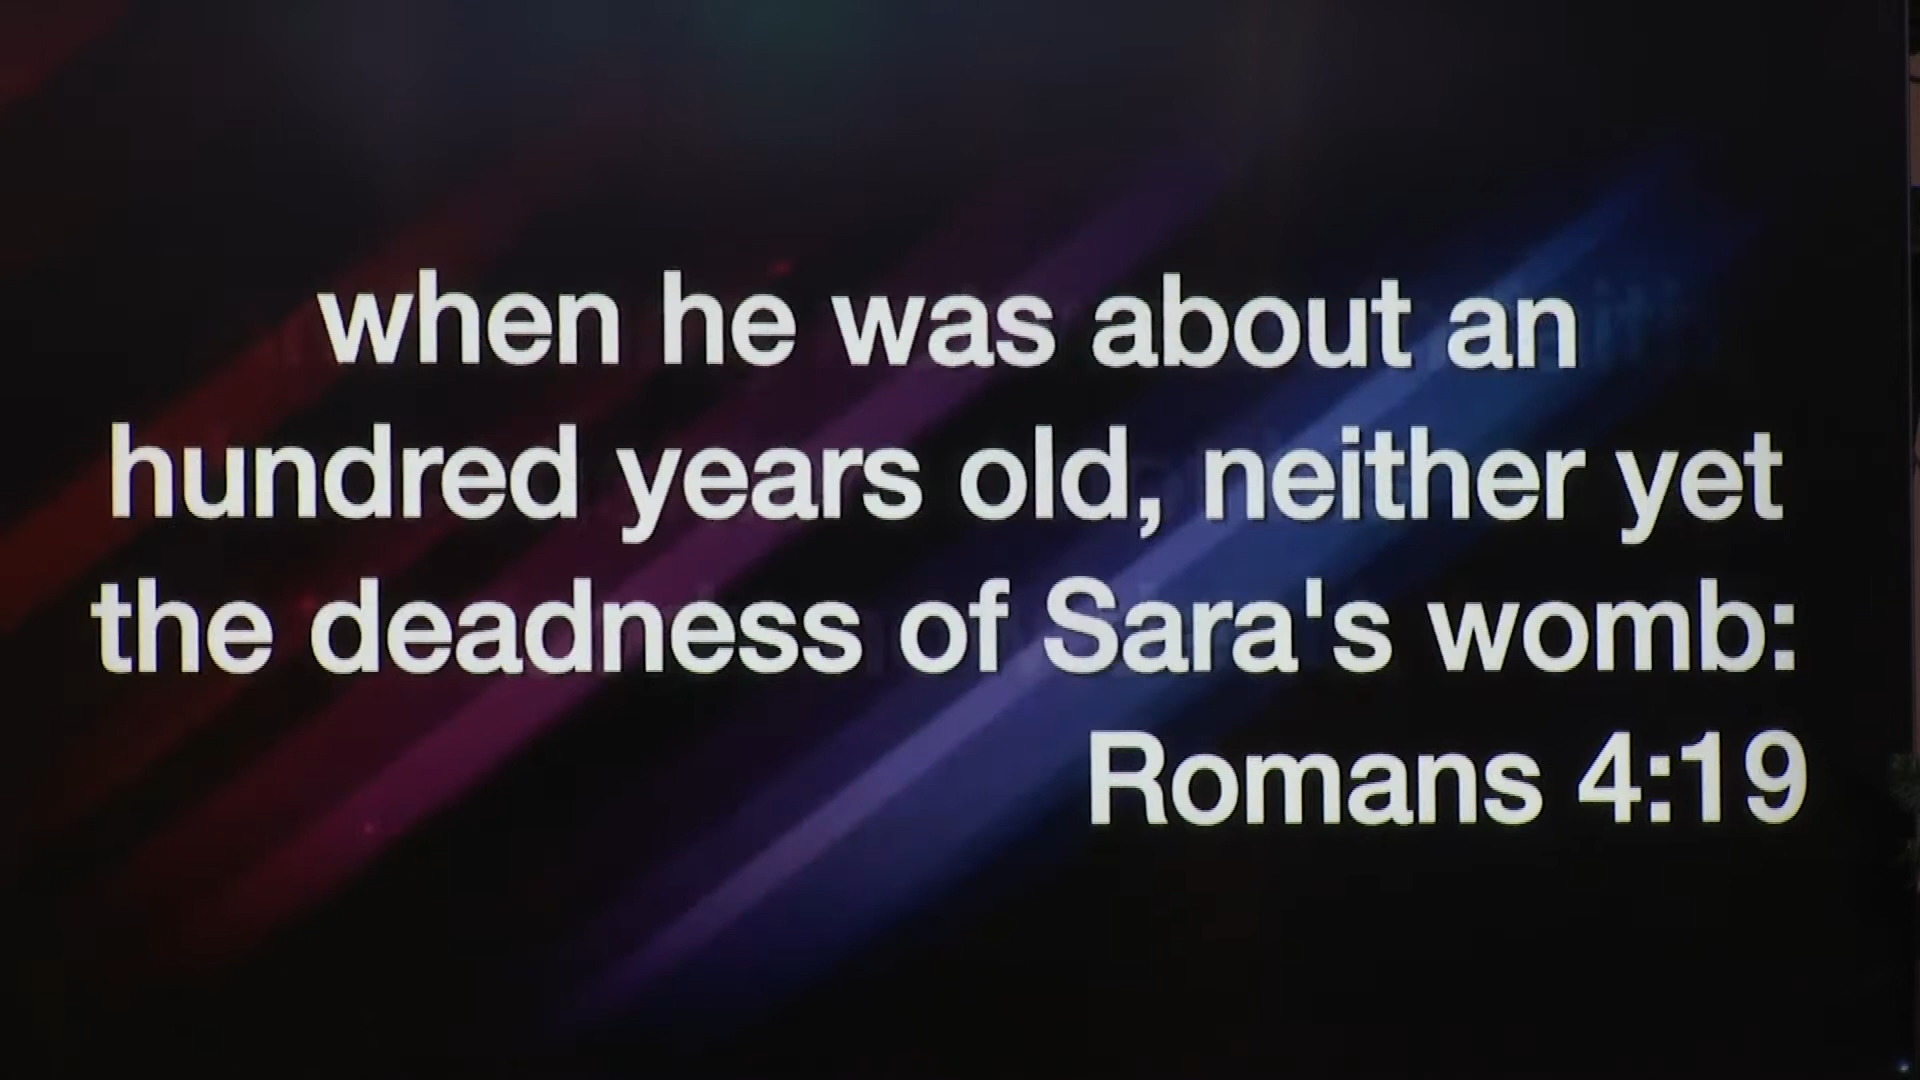 when he was about an
hundred years old, neither yet
the deadness of Sara's womb:
Romans 4:19